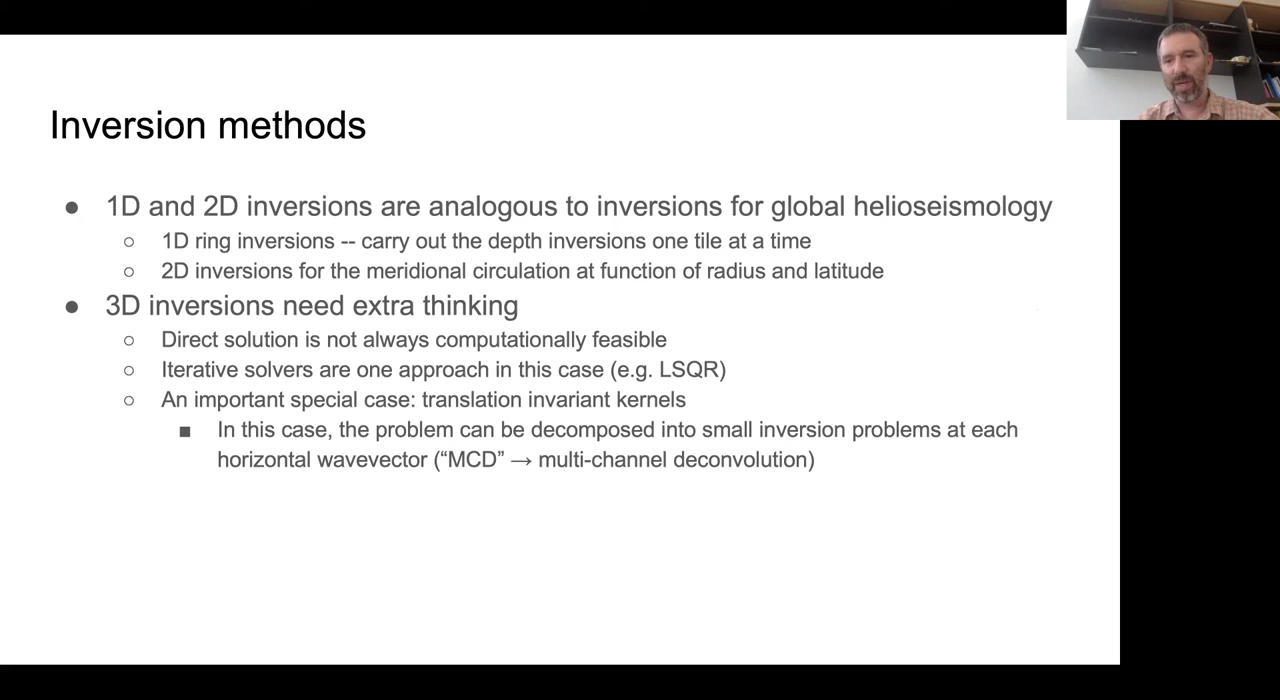 Inversion methods
● 1D and 2D inversions are analogous to inversions for global helioseismology
○ 1D ring inversions -- carry out the depth inversions one tile at a time
○ 2D inversions for the meridional circulation at function of radius and latitude
● 3D inversions need extra thinking
○ Direct solution is not always computationally feasible
○ Iterative solvers are one approach in this case (e.g. LSQR)
○ An important special case: translation invariant kernels
■ In this case, the problem can be decomposed into small inversion problems at each
horizontal wavevector (“MCD” → multi-channel deconvolution)